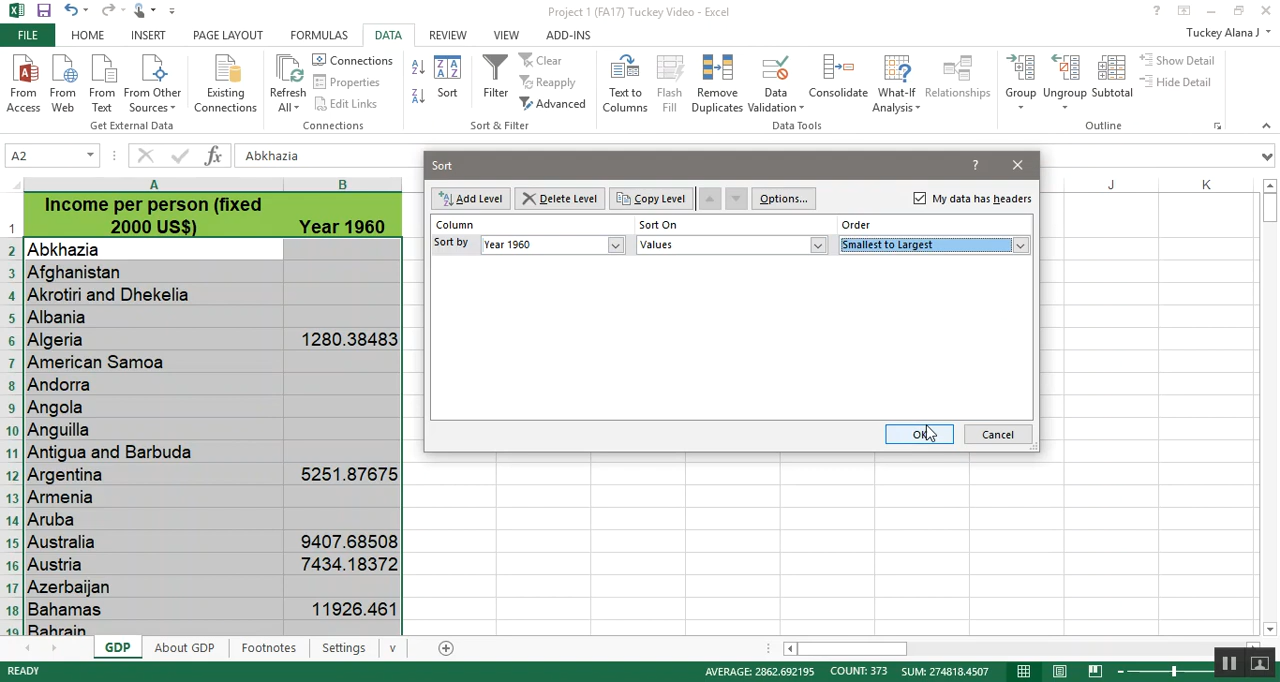 Project 1 (FA17) Tuckey Video - Excel
?
FILE HOME INSERT PAGE LAYOUT FORMULAS DATA REVIEW VIEW ADD-INS Tuckey Alana J
From Access
From Web
From Text
From Other Sources
Existing Connections
Get External Data
Refresh All
Connections
Properties
Edit Links
Connections
Sort
Filter
Clear
Reapply
Advanced
Sort & Filter
Text to Columns
Flash Fill
Remove Duplicates
Data Validation
Consolidate
What-If Analysis
Relationships
Data Tools
Group
Ungroup
Subtotal
Show Detail
Hide Detail
Outline
A2 fx Abkhazia
A B J K
1 Income per person (fixed 2000 US$) Year 1960
2 Abkhazia
3 Afghanistan
4 Akrotiri and Dhekelia
5 Albania
6 Algeria 1280.38483
7 American Samoa
8 Andorra
9 Angola
10 Anguilla
11 Antigua and Barbuda
12 Argentina 5251.87675
13 Armenia
14 Aruba
15 Australia 9407.68508
16 Austria 7434.18372
17 Azerbaijan
18 Bahamas 11926.461
19 Bahrain
Sort ?
Add Level Delete Level Copy Level Options... My data has headers
Column Sort On Order
Sort by Year 1960 Values Smallest to Largest
OK Cancel
GDP About GDP Footnotes Settings v
READY AVERAGE: 2862.692195 COUNT: 373 SUM: 274818.4507